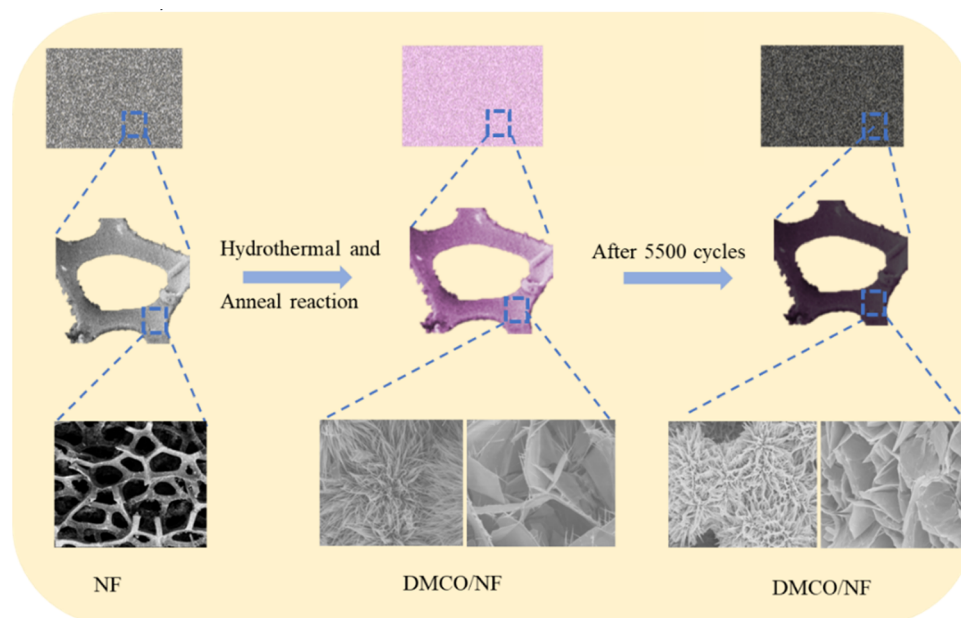 Hydrothermal and
Anneal reaction
After 5500 cycles
NF
DMCO/NF
DMCO/NF